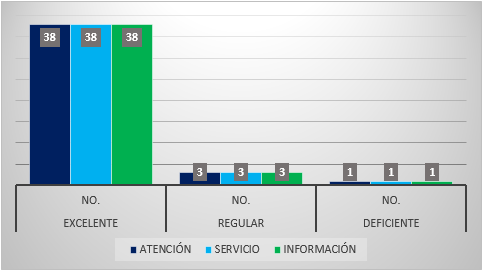 38 38 38
3 3 3
1 1 1
NO. NO. NO.
EXCELENTE REGULAR DEFICIENTE
ATENCIÓN SERVICIO INFORMACIÓN